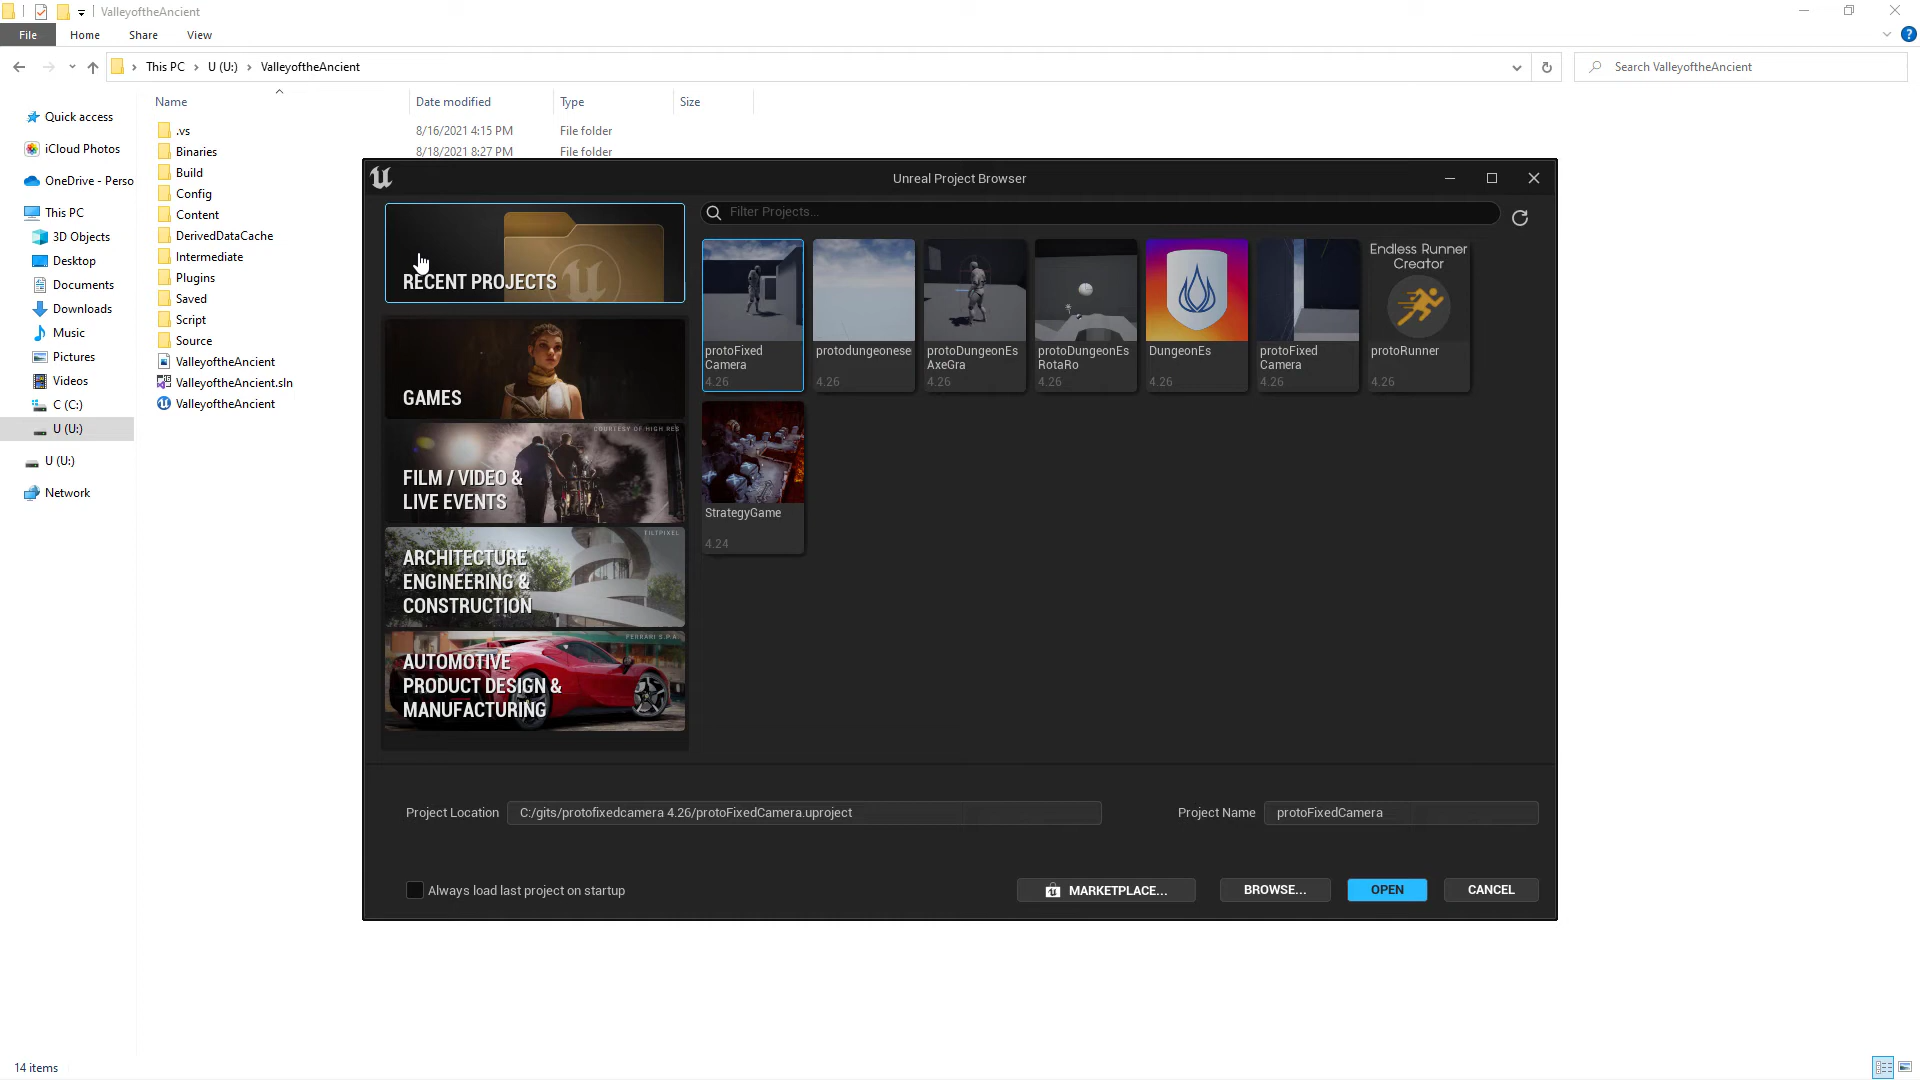 ValleyoftheAncient
File Home Share View
This PC U (U:) ValleyoftheAncient
Search ValleyoftheAncient
Name Date modified Type Size
Quick access
iCloud Photos
OneDrive - Perso
This PC
3D Objects
Desktop
Documents
Downloads
Music
Pictures
Videos
C (C:)
U (U:)
U (U:)
Network
.vs 8/16/2021 4:15 PM File folder
Binaries 8/18/2021 8:27 PM File folder
Build
Config
Content
DerivedDataCache
Intermediate
Plugins
Saved
Script
Source
ValleyoftheAncient
ValleyoftheAncient.sln
ValleyoftheAncient
Unreal Project Browser
RECENT PROJECTS
GAMES
COURTESY OF HIGH RES
FILM / VIDEO &
LIVE EVENTS
TILTPIXEL
ARCHITECTURE
ENGINEERING &
CONSTRUCTION
FERRARI S.P.A.
AUTOMOTIVE
PRODUCT DESIGN &
MANUFACTURING
Filter Projects...
protoFixed
Camera
4.26
protodungeonese
4.26
protoDungeonEs
AxeGra
4.26
protoDungeonEs
RotaRo
4.26
DungeonEs
4.26
protoFixed
Camera
4.26
Endless Runner
Creator
protoRunner
4.26
StrategyGame
4.24
Project Location C:/gits/protofixedcamera 4.26/protoFixedCamera.uproject
Project Name protoFixedCamera
Always load last project on startup
MARKETPLACE... BROWSE... OPEN CANCEL
14 items